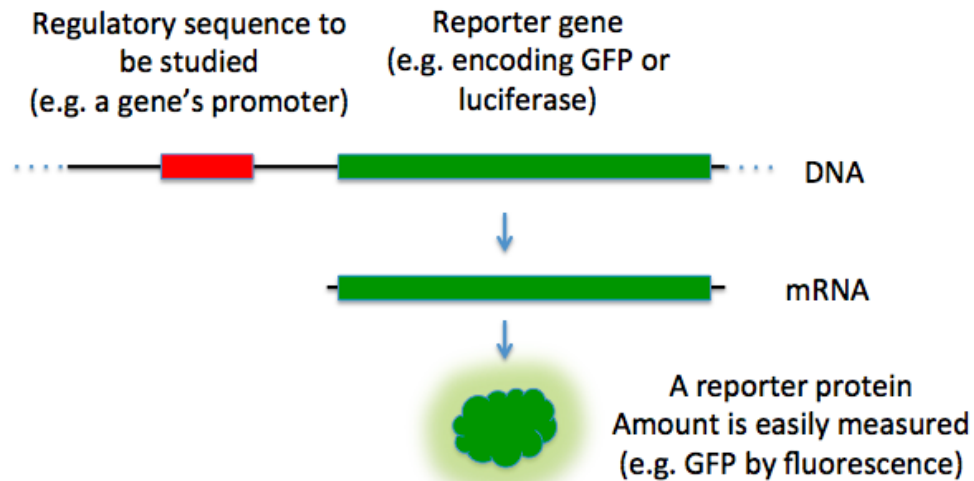 Regulatory sequence to
be studied
(e.g. a gene's promoter)
Reporter gene
(e.g. encoding GFP or
luciferase)
DNA
mRNA
A reporter protein
Amount is easily measured
(e.g. GFP by fluorescence)